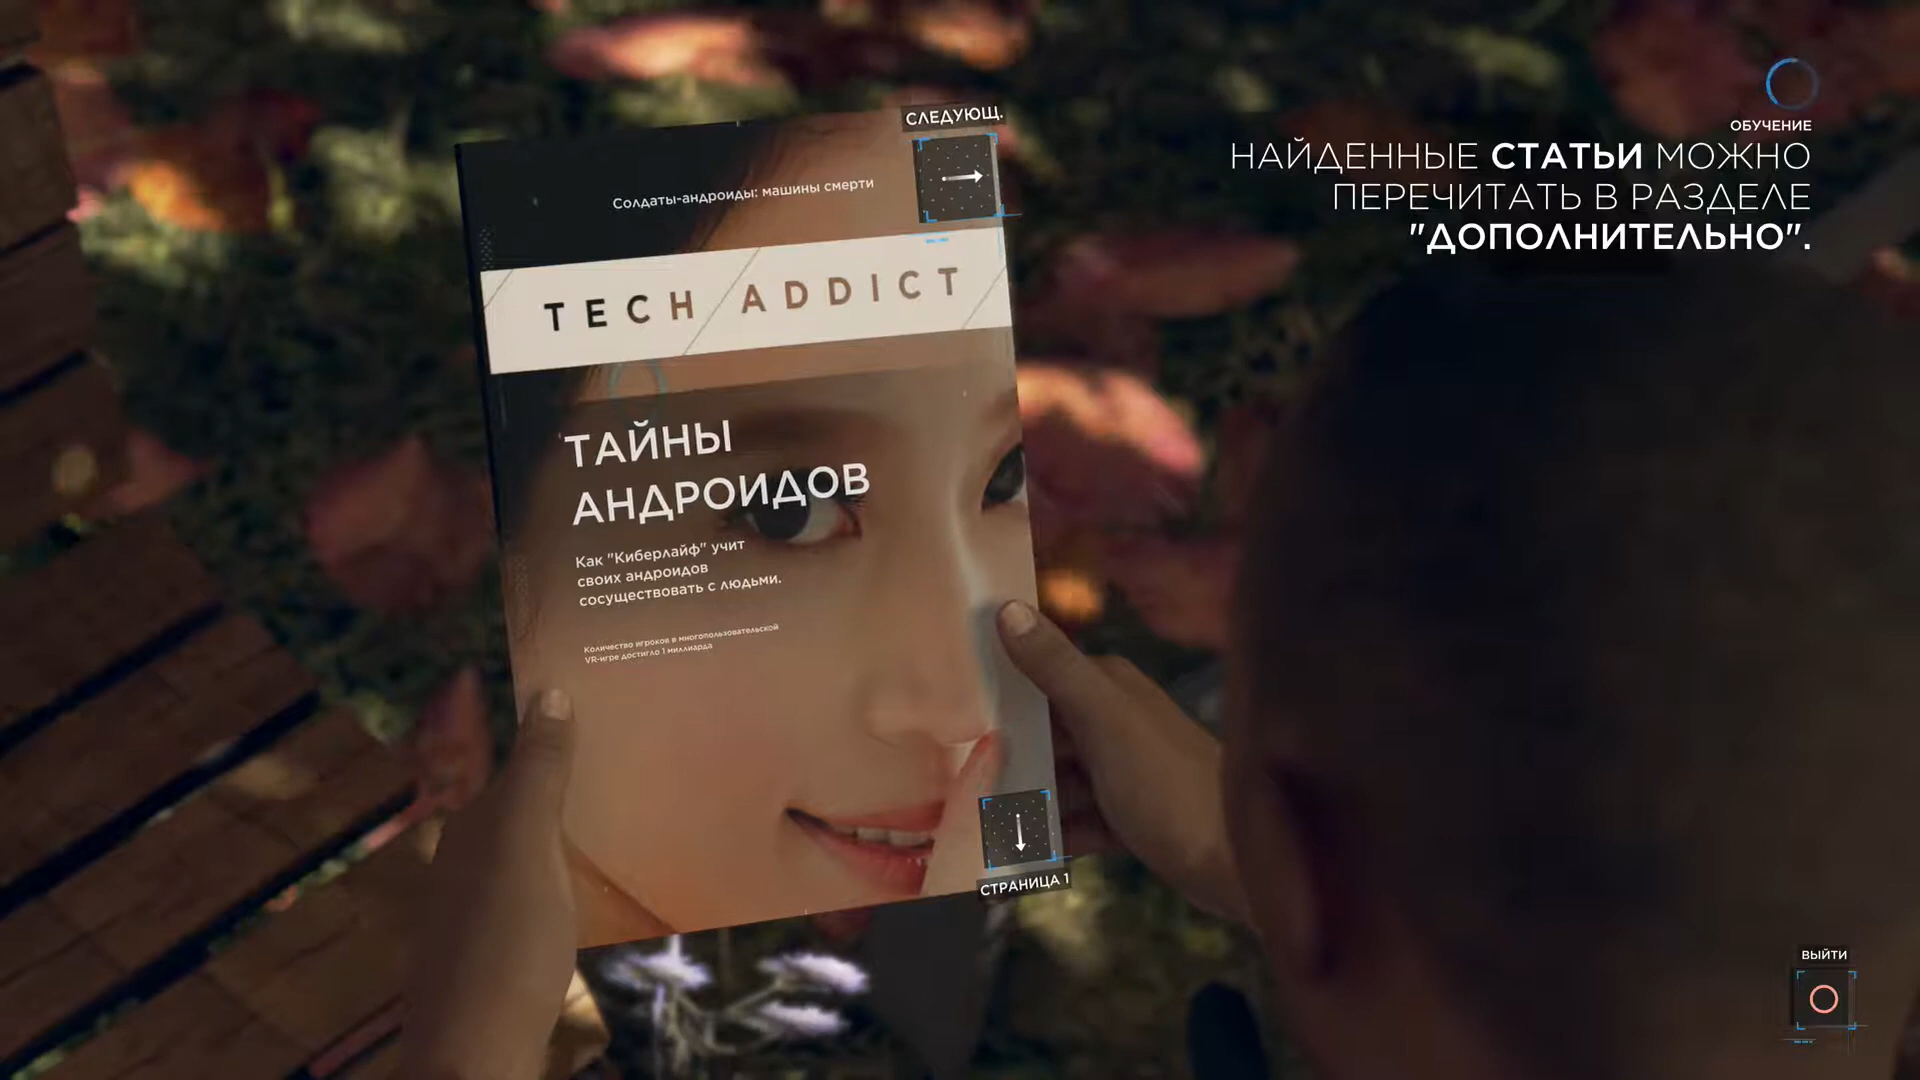 СЛЕДУЮЩ.
Солдаты-андроиды: машины смерти
TECH ADDICT
ТАЙНЫ
АНДРОИДОВ
Как "Киберлайф" учит
своих андроидов
сосуществовать с людьми.
Количество игроков в многопользовательской
VR-игре достигло 1 миллиарда
СТРАНИЦА 1
ОБУЧЕНИЕ
НАЙДЕННЫЕ СТАТЬИ МОЖНО
ПЕРЕЧИТАТЬ В РАЗДЕЛЕ
"ДОПОЛНИТЕЛЬНО".
ВЫЙТИ